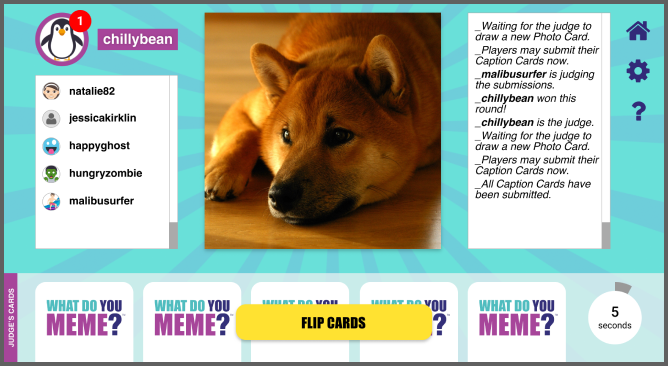 1
chillybean
natalie82
jessicakirklin
happyghost
hungryzombie
malibusurfer
_Waiting for the judge to
draw a new Photo Card.
_Players may submit their
Caption Cards now.
_malibusurfer is judging
the submissions.
_chillybean won this
round!
_chillybean is the judge.
_Waiting for the judge to
draw a new Photo Card.
_Players may submit their
Caption Cards now.
_All Caption Cards have
been submitted.
?
JUDGE'S CARDS
WHAT DO YOU
MEME?
WHAT DO YOU
MEME?
WHAT DO YOU
WHAT DO YOU
WHAT DO YOU
MEME?
FLIP CARDS
5
seconds